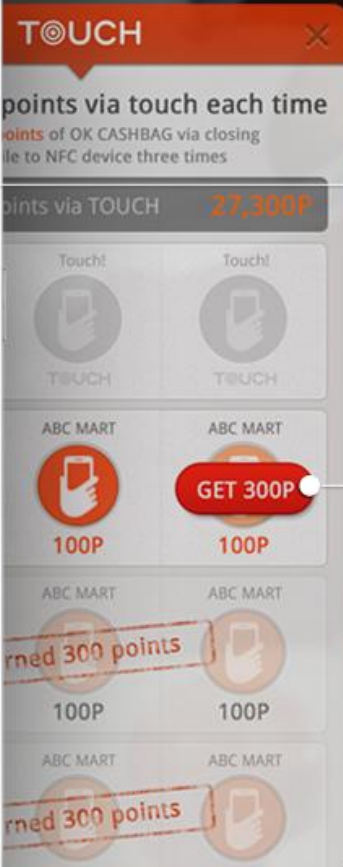 TOUCH
points via touch each time
points of OK CASHBAG via closing
ile to NFC device three times
points via TOUCH 27,300P
Touch! Touch!
TOUCH TOUCH
ABC MART ABC MART
GET 300P
100P 100P
ABC MART ABC MART
rned 300 points
100P 100P
ABC MART ABC MART
rned 300 points